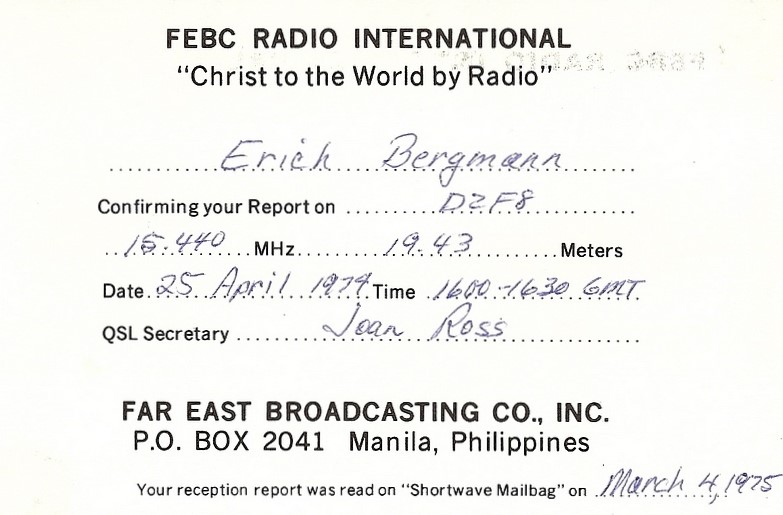 FEBC RADIO INTERNATIONAL
"Christ to the World by Radio"
Erich Bergmann
Confirming your Report on DZF8
15.440 MHz 19.43 Meters
Date 25 April 1974 Time 1600-1630 GMT
QSL Secretary Joan Ross
FAR EAST BROADCASTING CO., INC.
P.O. BOX 2041 Manila, Philippines
Your reception report was read on "Shortwave Mailbag" on March 4, 1975